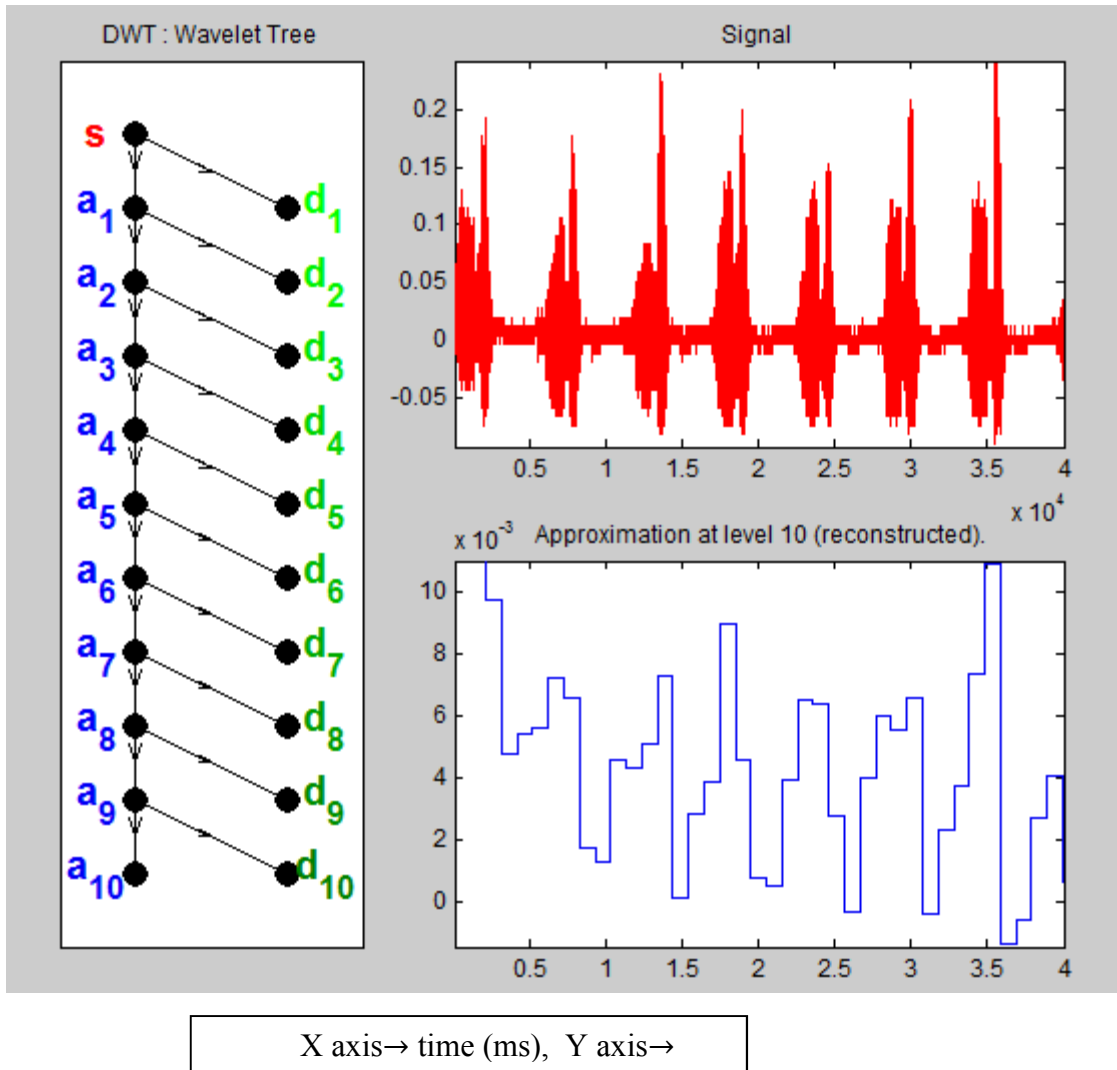 DWT : Wavelet Tree
s
a1
d1
a2
d2
a3
d3
a4
d4
a5
d5
a6
d6
a7
d7
a8
d8
a9
d9
a10
d10
Signal
0.2
0.15
0.1
0.05
0
-0.05
0.5 1 1.5 2 2.5 3 3.5 4
x 10^4
x 10^-3 Approximation at level 10 (reconstructed).
10
8
6
4
2
0
0.5 1 1.5 2 2.5 3 3.5 4
X axis→ time (ms), Y axis→